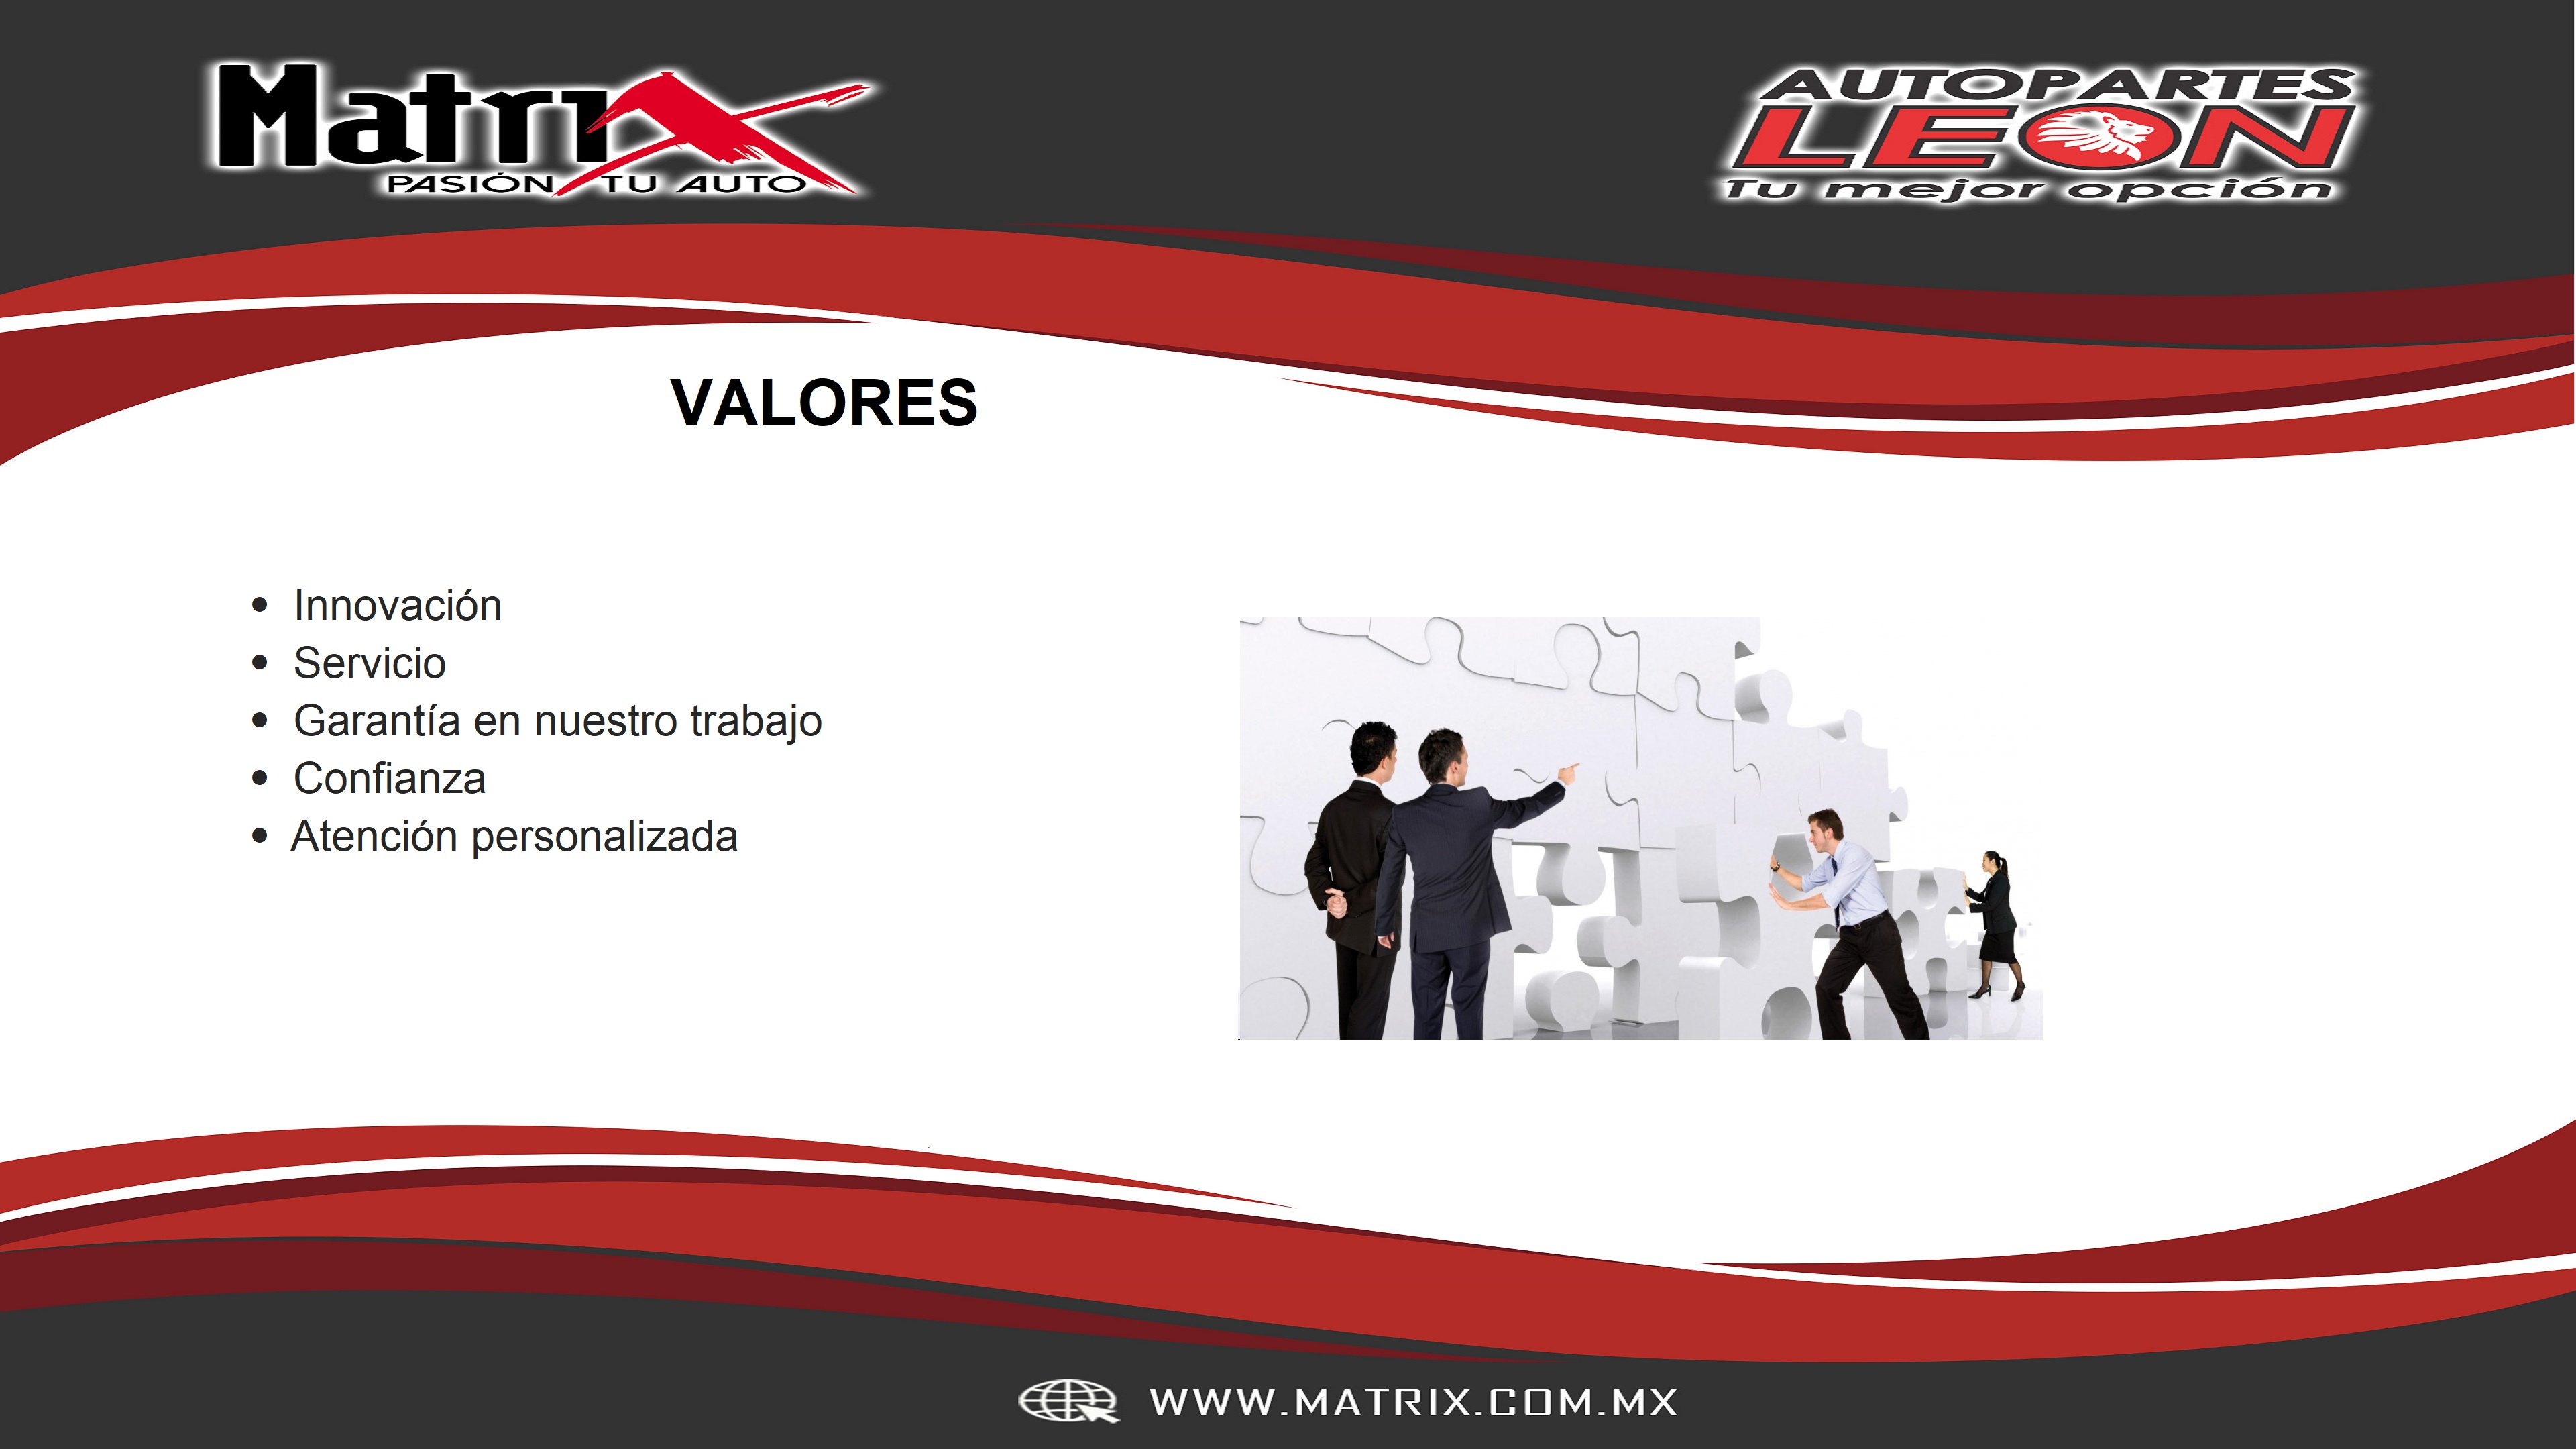 Matrix
PASIÓN X TU AUTO
AUTOPARTES
LEON
Tu mejor opción
VALORES
• Innovación
• Servicio
• Garantía en nuestro trabajo
• Confianza
• Atención personalizada
WWW.MATRIX.COM.MX